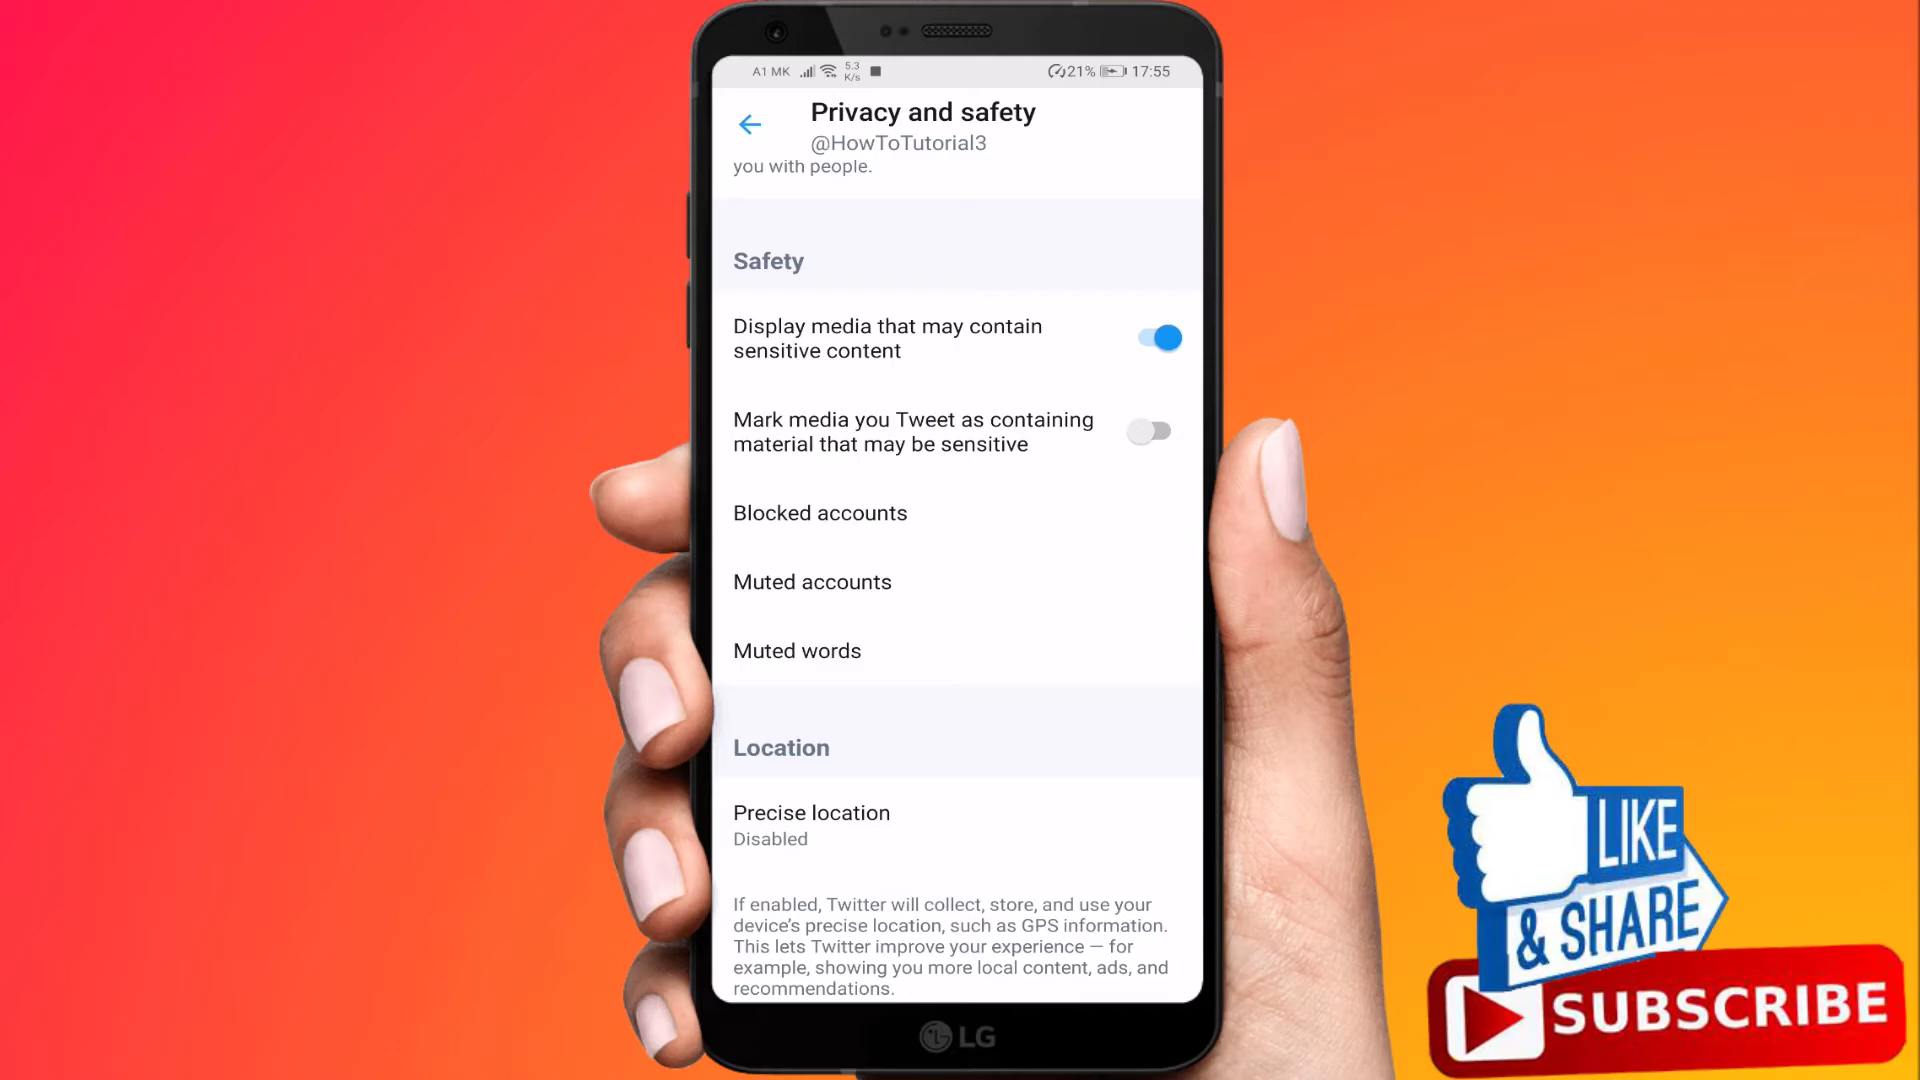 A1 MK 5.3 K/s 21% 17:55
Privacy and safety
@HowToTutorial3
you with people.
Safety
Display media that may contain
sensitive content
Mark media you Tweet as containing
material that may be sensitive
Blocked accounts
Muted accounts
Muted words
Location
Precise location
Disabled
If enabled, Twitter will collect, store, and use your
device’s precise location, such as GPS information.
This lets Twitter improve your experience — for
example, showing you more local content, ads, and
recommendations.
LG
LIKE
& SHARE
SUBSCRIBE